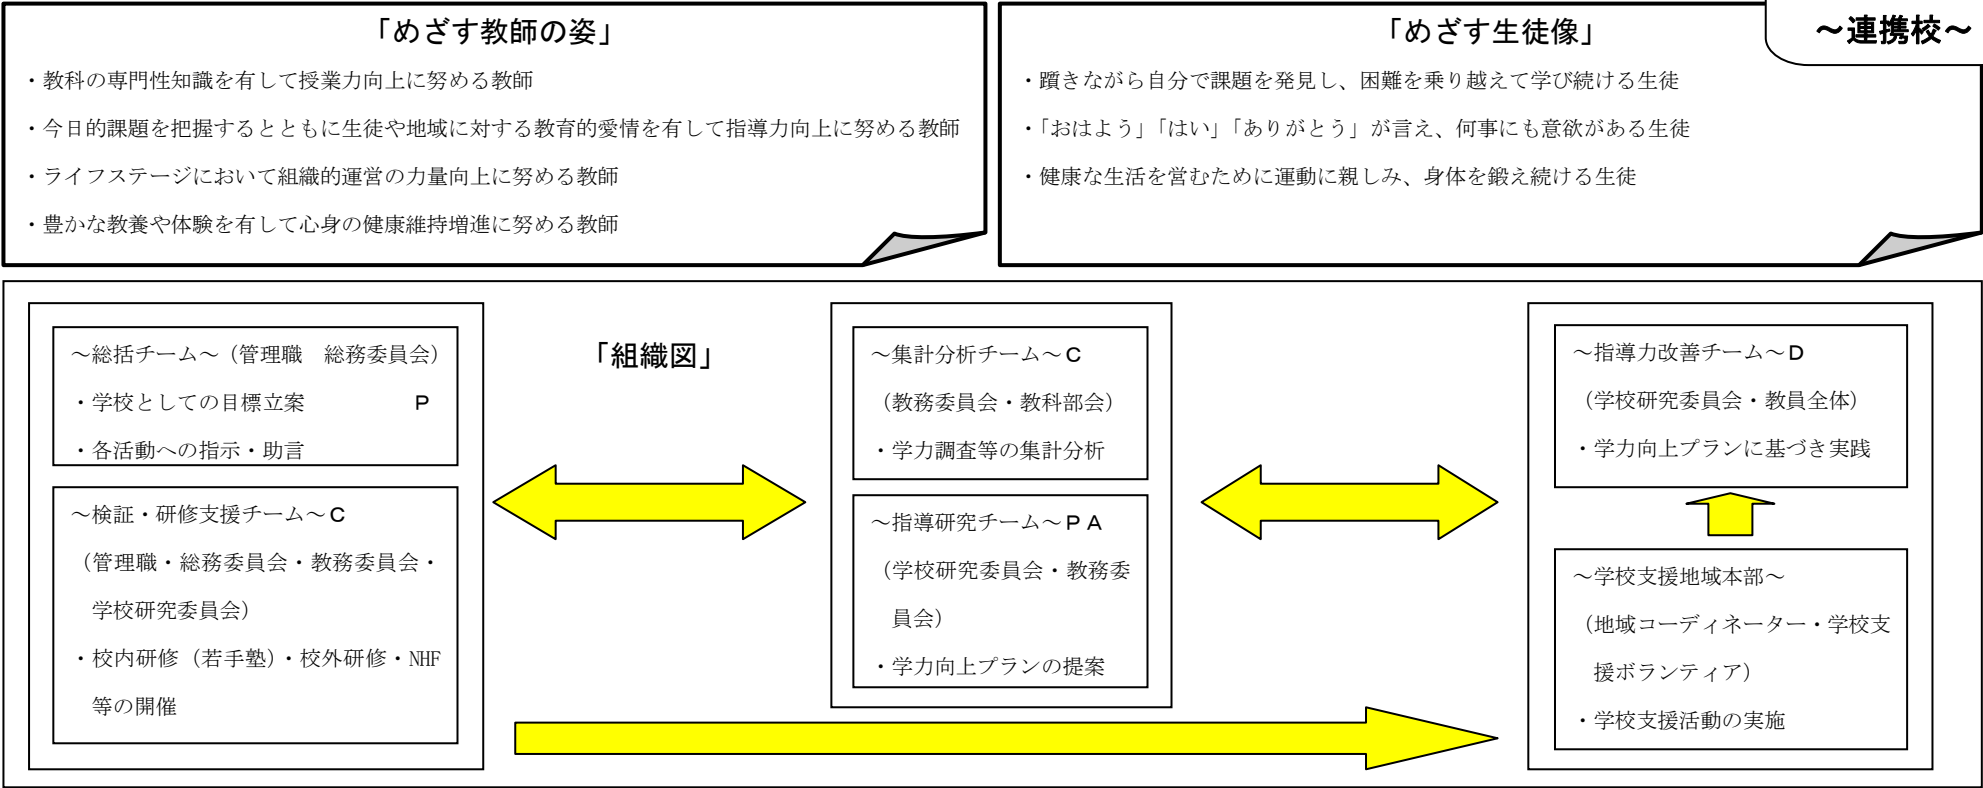 「めざす教師の姿」
・教科の専門性知識を有して授業力向上に努める教師
・今日的課題を把握するとともに生徒や地域に対する教育的愛情を有して指導力向上に努める教師
・ライフステージにおいて組織的運営の力量向上に努める教師
・豊かな教養や体験を有して心身の健康維持増進に努める教師
「めざす生徒像」
～連携校～
・躓きながら自分で課題を発見し、困難を乗り越えて学び続ける生徒
・「おはよう」「はい」「ありがとう」が言え、何事にも意欲がある生徒
・健康な生活を営むために運動に親しみ、身体を鍛え続ける生徒
「組織図」
～総括チーム～（管理職　総務委員会）
・学校としての目標立案　　　　　P
・各活動への指示・助言
～検証・研修支援チーム～C
（管理職・総務委員会・教務委員会・
学校研究委員会）
・校内研修（若手塾）・校外研修・NHF
等の開催
～集計分析チーム～C
（教務委員会・教科部会）
・学力調査等の集計分析
～指導研究チーム～PA
（学校研究委員会・教務委
員会）
・学力向上プランの提案
～指導力改善チーム～D
（学校研究委員会・教員全体）
・学力向上プランに基づき実践
～学校支援地域本部～
（地域コーディネーター・学校支
援ボランティア）
・学校支援活動の実施